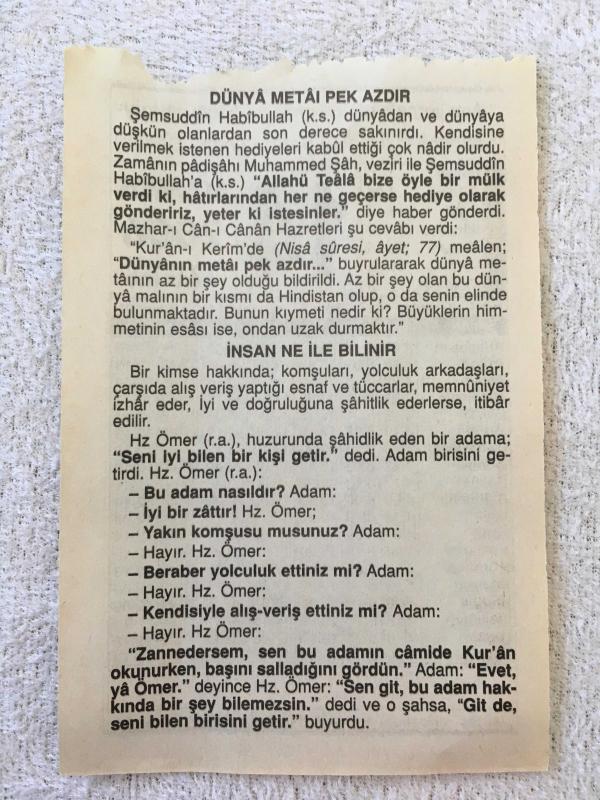 DÜNYÂ METÂI PEK AZDIR
Şemsuddîn Habîbullah (k.s.) dünyâdan ve dünyâya
düşkün olanlardan son derece sakınırdı. Kendisine
verilmek istenen hediyeleri kabûl ettiği çok nâdir olurdu.
Zamânın pâdişâhı Muhammed Şâh, veziri ile Şemsuddîn
Habîbullah'a (k.s.) “Allahü Teâlâ bize öyle bir mülk
verdi ki, hâtırlarından her ne geçerse hediye olarak
göndeririz, yeter ki istesinler.” diye haber gönderdi.
Mazhar-ı Cân-ı Cânân Hazretleri şu cevâbı verdi:
“Kur'ân-ı Kerîm'de (Nisâ sûresi, âyet; 77) meâlen;
“Dünyânın metâı pek azdır...” buyrulararak dünyâ me-
tâının az bir şey olduğu bildirildi. Az bir şey olan bu dün-
yâ malının bir kısmı da Hindistan olup, o da senin elinde
bulunmaktadır. Bunun kıymeti nedir ki? Büyüklerin him-
metinin esâsı ise, ondan uzak durmaktır.”
İNSAN NE İLE BİLİNİR
Bir kimse hakkında; komşuları, yolculuk arkadaşları,
çarşıda alış veriş yaptığı esnaf ve tüccarlar, memnûniyet
izhâr eder, İyi ve doğruluğuna şâhitlik ederlerse, itibâr
edilir.
Hz Ömer (r.a.), huzurunda şâhidlik eden bir adama;
“Seni iyi bilen bir kişi getir.” dedi. Adam birisini ge-
tirdi. Hz. Ömer (r.a.):
– Bu adam nasıldır? Adam:
– İyi bir zâttır! Hz. Ömer;
– Yakın komşusu musunuz? Adam:
– Hayır. Hz. Ömer:
– Beraber yolculuk ettiniz mi? Adam:
– Hayır. Hz. Ömer:
– Kendisiyle alış-veriş ettiniz mi? Adam:
– Hayır. Hz. Ömer:
“Zannedersem, sen bu adamın câmide Kur'ân
okunurken, başını salladığını gördün.” Adam: “Evet,
yâ Ömer.” deyince Hz. Ömer: “Sen git, bu adam hak-
kında bir şey bilemezsin.” dedi ve o şahsa, “Git de,
seni bilen birisini getir.” buyurdu.